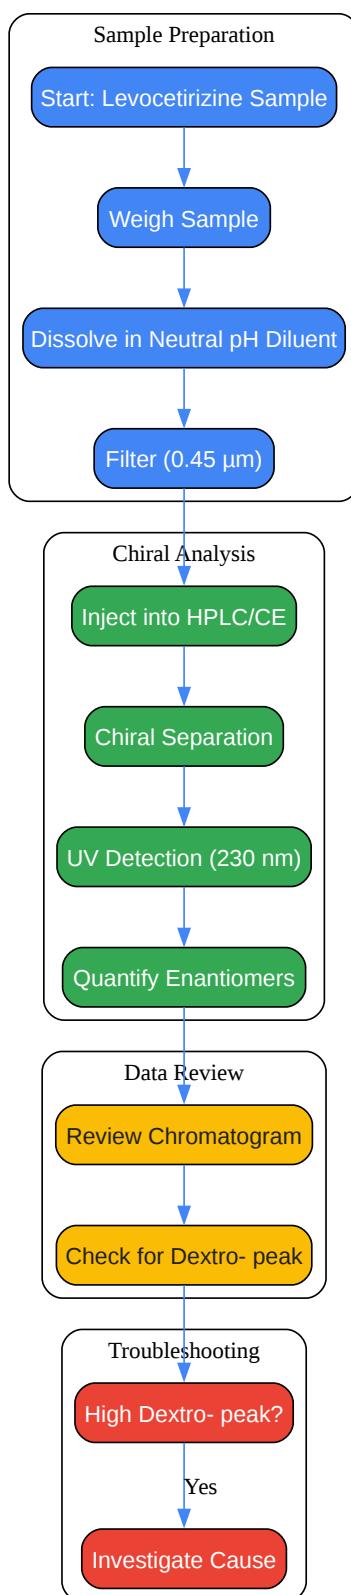 Sample Preparation
Start: Levocetirizine Sample
Weigh Sample
Dissolve in Neutral pH Diluent
Filter (0.45 µm)
Chiral Analysis
Inject into HPLC/CE
Chiral Separation
UV Detection (230 nm)
Quantify Enantiomers
Data Review
Review Chromatogram
Check for Dextro- peak
Troubleshooting
High Dextro- peak?
Yes
Investigate Cause